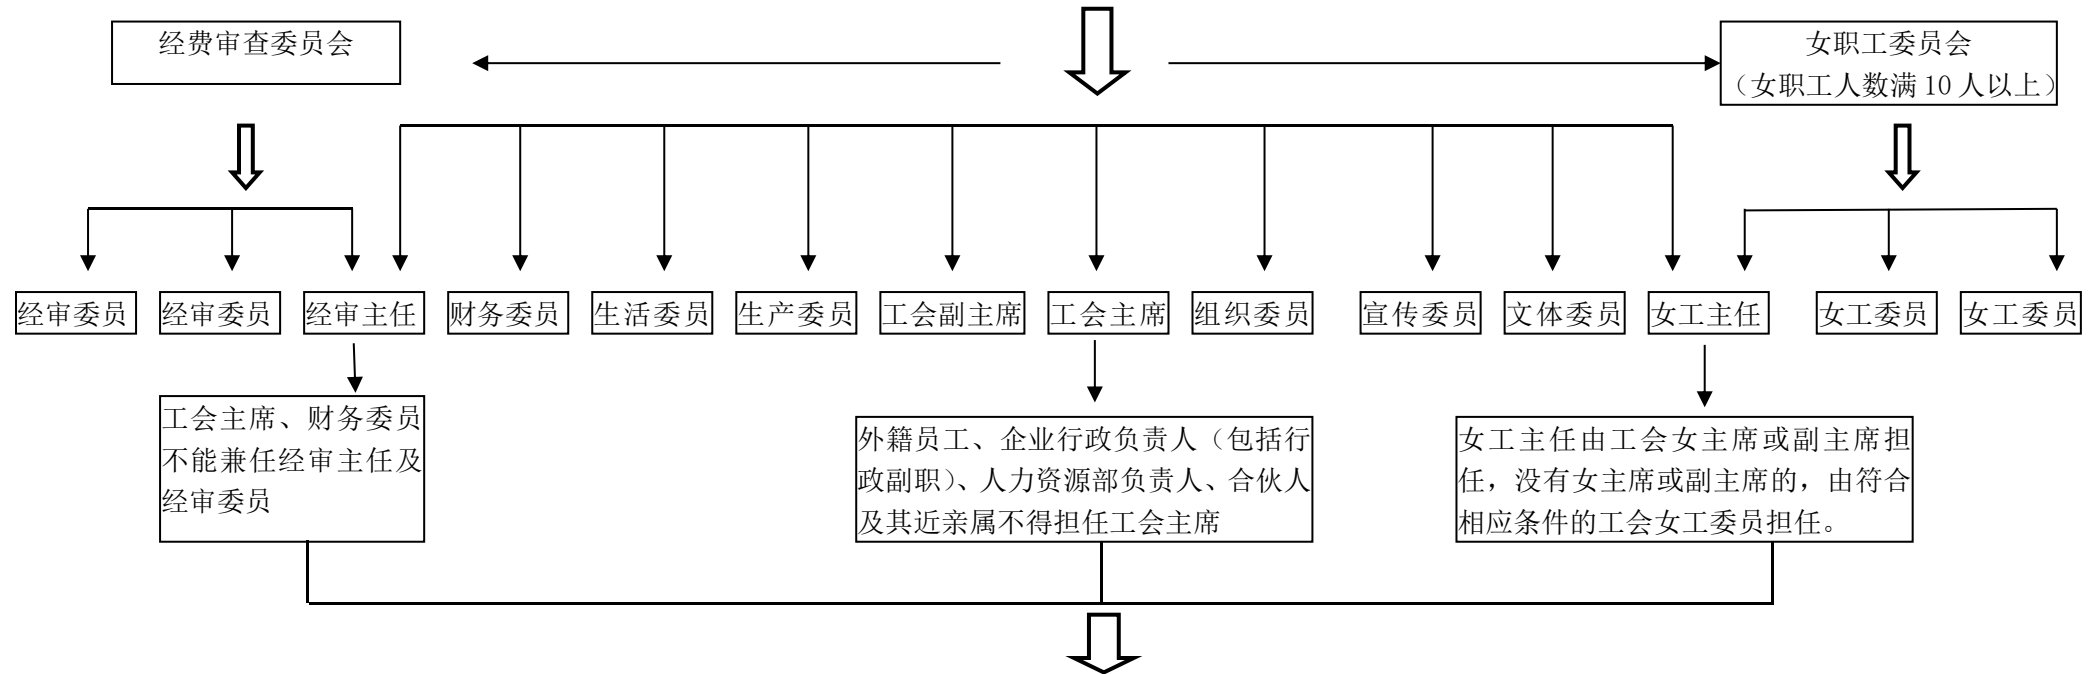 经费审查委员会
女职工委员会
（女职工人数满10人以上）
经审委员
经审委员
经审主任
财务委员
生活委员
生产委员
工会副主席
工会主席
组织委员
宣传委员
文体委员
女工主任
女工委员
女工委员
工会主席、财务委员
不能兼任经审主任及
经审委员
外籍员工、企业行政负责人（包括行
政副职）、人力资源部负责人、合伙人
及其近亲属不得担任工会主席
女工主任由工会女主席或副主席担
任，没有女主席或副主席的，由符合
相应条件的工会女工委员担任。